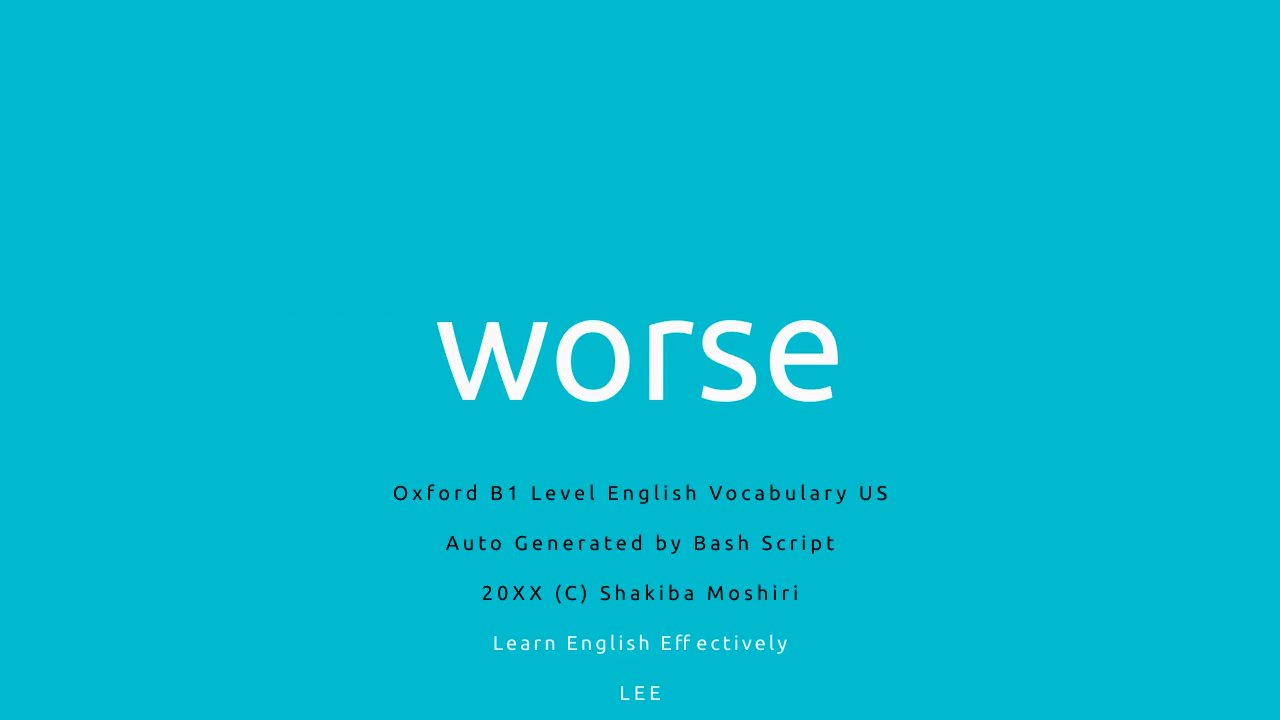 worse
Oxford B1 Level English Vocabulary US
Auto Generated by Bash Script
20XX (C) Shakiba Moshiri
Learn English Effectively
LEE